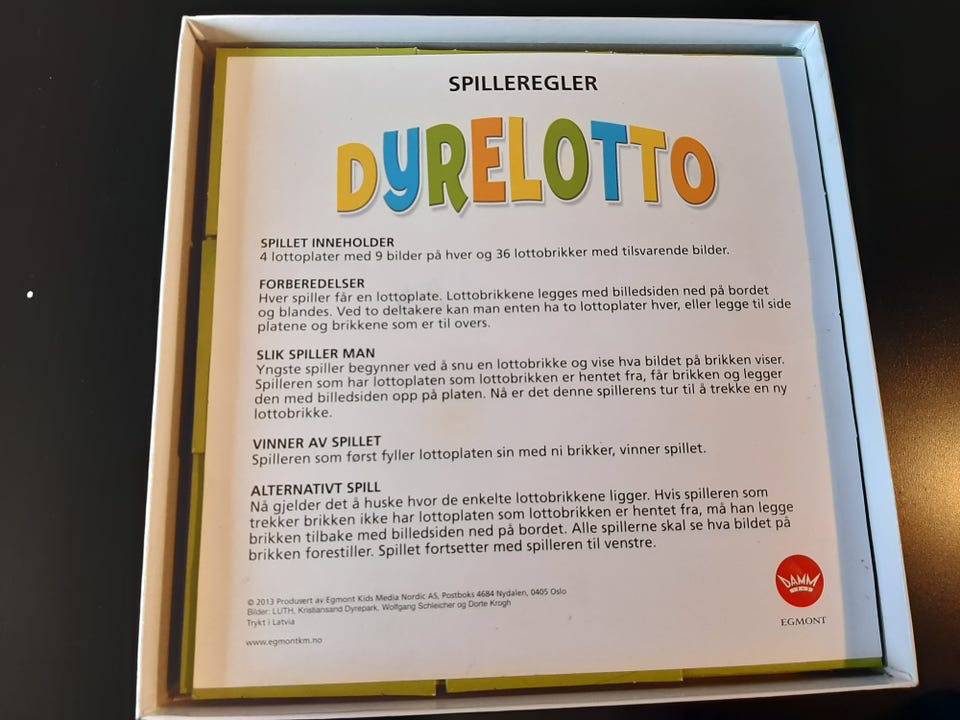 SPILLEREGLER
DYRELOTTO
SPILLET INNEHOLDER
4 lottoplater med 9 bilder på hver og 36 lottobrikker med tilsvarende bilder.
FORBEREDELSER
Hver spiller får en lottoplate. Lottobrikkene legges med billedsiden ned på bordet
og blandes. Ved to deltakere kan man enten ha to lottoplater hver, eller legge til side
platene og brikkene som er til overs.
SLIK SPILLER MAN
Yngste spiller begynner ved å snu en lottobrikke og vise hva bildet på brikken viser.
Spilleren som har lottoplaten som lottobrikken er hentet fra, får brikken og legger
den med billedsiden opp på platen. Nå er det denne spillerens tur til å trekke en ny
lottobrikke.
VINNER AV SPILLET
Spilleren som først fyller lottoplaten sin med ni brikker, vinner spillet.
ALTERNATIVT SPILL
Nå gjelder det å huske hvor de enkelte lottobrikkene ligger. Hvis spilleren som
trekker brikken ikke har lottoplaten som lottobrikken er hentet fra, må han legge
brikken tilbake med billedsiden ned på bordet. Alle spillerne skal se hva bildet på
brikken forestiller. Spillet fortsetter med spilleren til venstre.
© 2013 Produsert av Egmont Kids Media Nordic AS, Postboks 4684 Nydalen, 0405 Oslo
Bilder: LUTH, Kristiansand Dyrepark, Wolfgang Schleicher og Dorte Krogh
Trykt i Latvia
www.egmontkm.no
DAMM
EGMONT